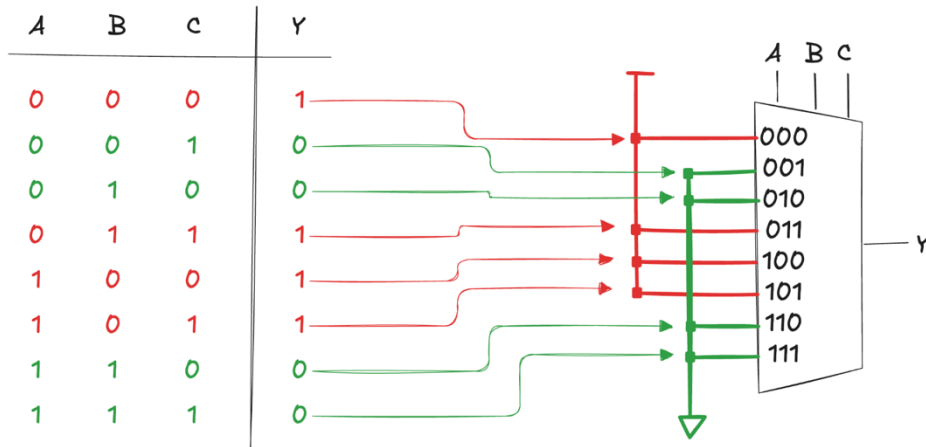 A B C Y
0 0 0 1
0 0 1 0
0 1 0 0
0 1 1 1
1 0 0 1
1 0 1 1
1 1 0 0
1 1 1 0
A B C
000
001
010
011
100
101
110
111
Y